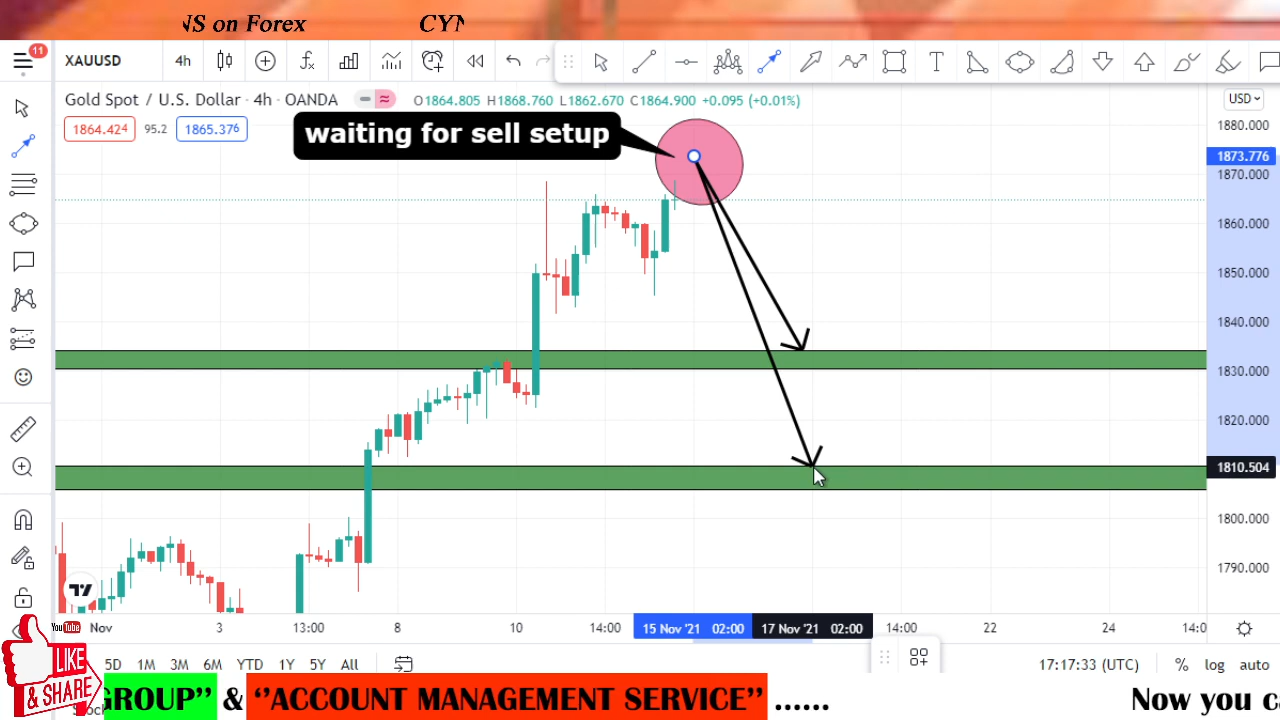 NS on Forex CYN
11
XAUUSD 4h
Gold Spot / U.S. Dollar · 4h · OANDA O1864.805 H1868.760 L1862.670 C1864.900 +0.095 (+0.01%)
USD
1864.424 95.2 1865.376
waiting for sell setup
1880.000
1873.776
1870.000
1860.000
1850.000
1840.000
1830.000
1820.000
1810.504
1800.000
1790.000
Nov 3 13:00 8 10 14:00 15 Nov '21 02:00 17 Nov '21 02:00 14:00 22 24 14:0
5D 1M 3M 6M YTD 1Y 5Y All 17:17:33 (UTC) % log auto
YouTube
LIKE
& SHARE
GROUP'' & ‘’ACCOUNT MANAGEMENT SERVICE’’ ...... Now you c